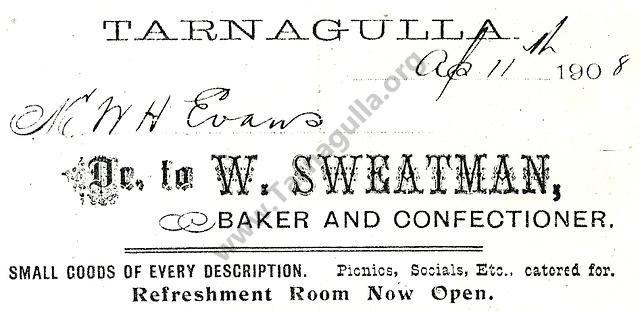 TARNAGULLA
Ap 11th 1908
Mr W H Evans
Dr. to W. SWEATMAN,
BAKER AND CONFECTIONER.
SMALL GOODS OF EVERY DESCRIPTION. Picnics, Socials, Etc., catered for.
Refreshment Room Now Open.
www.Tarnagulla.org